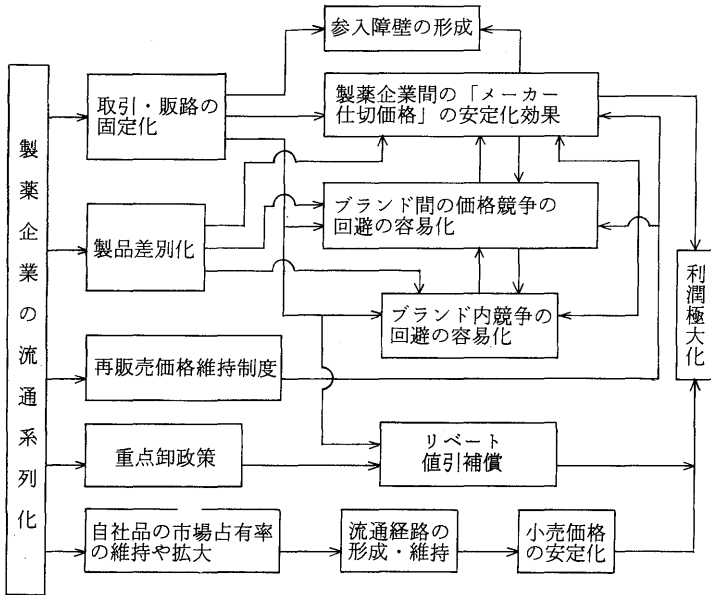 製薬企業の流通系列化
参入障壁の形成
取引・販路の
固定化
製薬企業間の「メーカー
仕切価格」の安定化効果
製品差別化
ブランド間の価格競争の
回避の容易化
ブランド内競争の
回避の容易化
利潤極大化
再販売価格維持制度
重点卸政策
リベート
値引補償
自社品の市場占有率
の維持や拡大
流通経路の
形成・維持
小売価格
の安定化